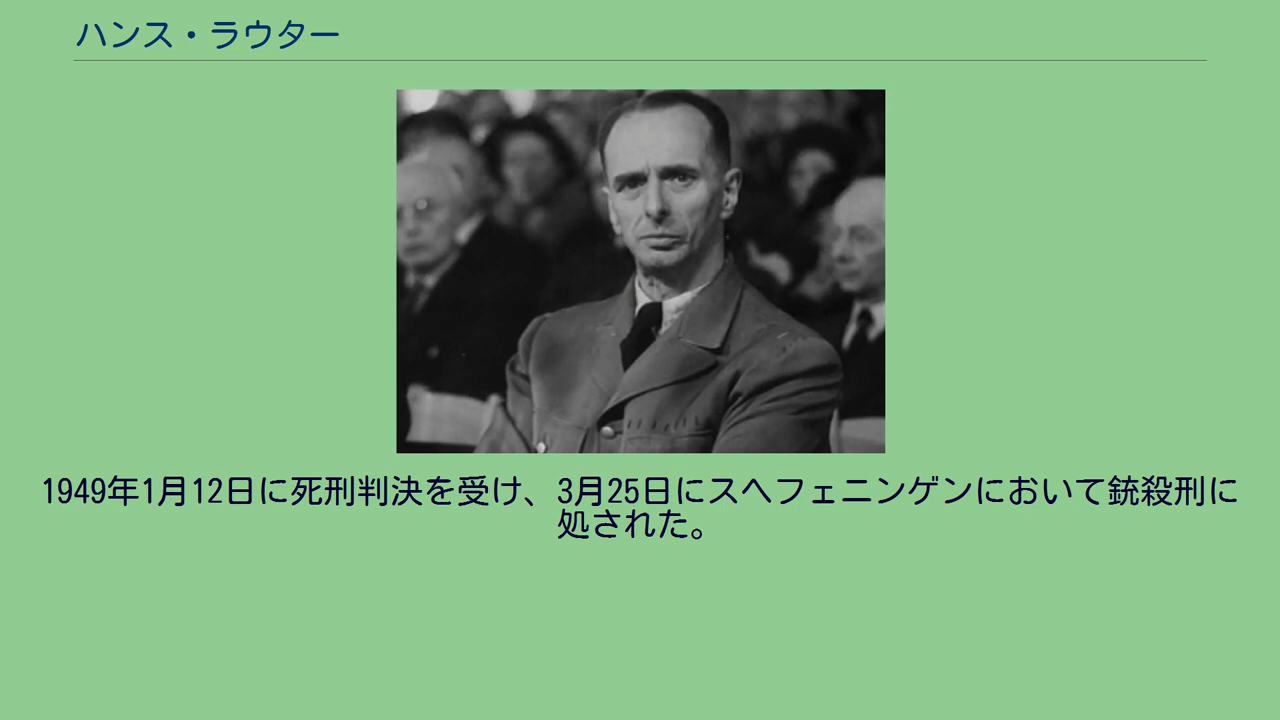 ハンス・ラウター
1949年1月12日に死刑判決を受け、3月25日にスヘフェニンゲンにおいて銃殺刑に
処された。